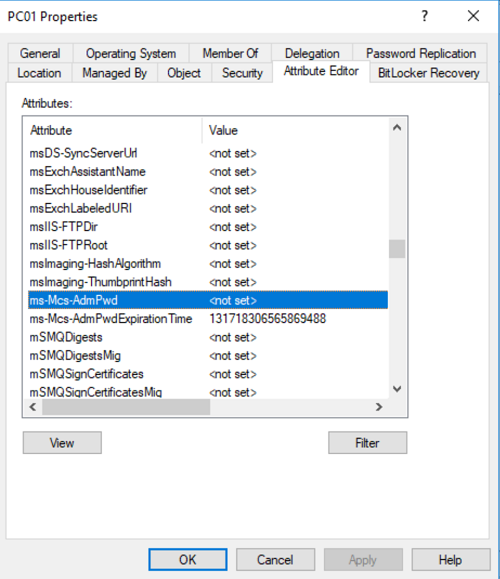 PC01 Properties
?
General Operating System Member Of Delegation Password Replication
Location Managed By Object Security Attribute Editor BitLocker Recovery
Attributes:
Attribute Value
msDS-SyncServerUrl <not set>
msExchAssistantName <not set>
msExchHouseIdentifier <not set>
msExchLabeledURI <not set>
msIIS-FTPDir <not set>
msIIS-FTPRoot <not set>
msImaging-HashAlgorithm <not set>
msImaging-ThumbprintHash <not set>
ms-Mcs-AdmPwd <not set>
ms-Mcs-AdmPwdExpirationTime 131718306565869488
mSMQDigests <not set>
mSMQDigestsMig <not set>
mSMQSignCertificates <not set>
mSMQSignCertificatesMig <not set>
View Filter
OK Cancel Apply Help